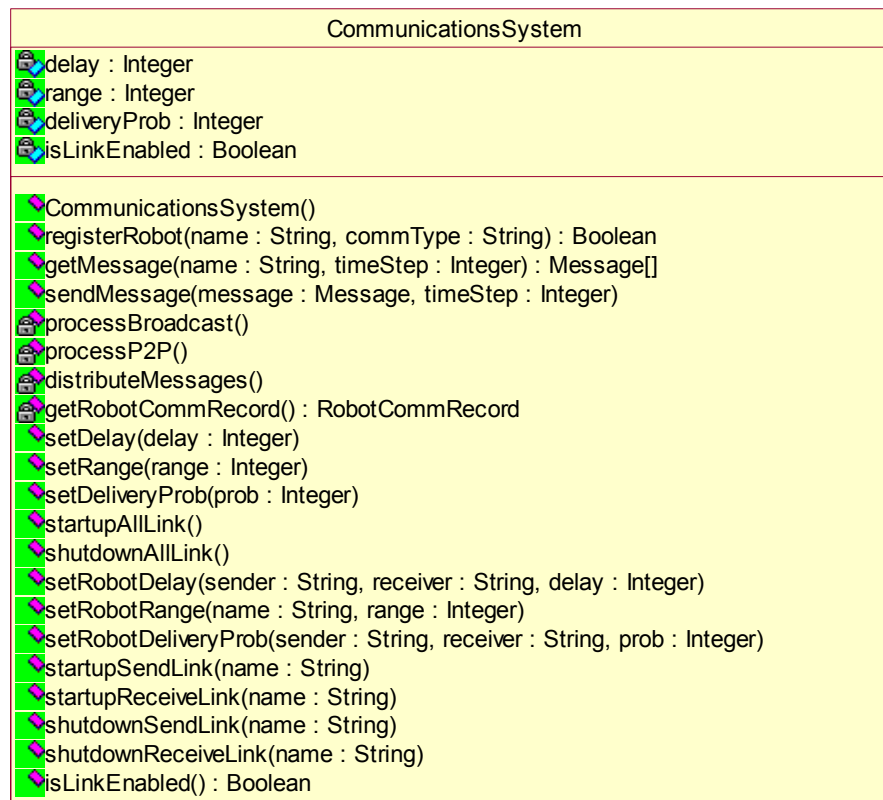 CommunicationsSystem
delay : Integer
range : Integer
deliveryProb : Integer
isLinkEnabled : Boolean
CommunicationsSystem()
registerRobot(name : String, commType : String) : Boolean
getMessage(name : String, timeStep : Integer) : Message[]
sendMessage(message : Message, timeStep : Integer)
processBroadcast()
processP2P()
distributeMessages()
getRobotCommRecord() : RobotCommRecord
setDelay(delay : Integer)
setRange(range : Integer)
setDeliveryProb(prob : Integer)
startupAllLink()
shutdownAllLink()
setRobotDelay(sender : String, receiver : String, delay : Integer)
setRobotRange(name : String, range : Integer)
setRobotDeliveryProb(sender : String, receiver : String, prob : Integer)
startupSendLink(name : String)
startupReceiveLink(name : String)
shutdownSendLink(name : String)
shutdownReceiveLink(name : String)
isLinkEnabled() : Boolean